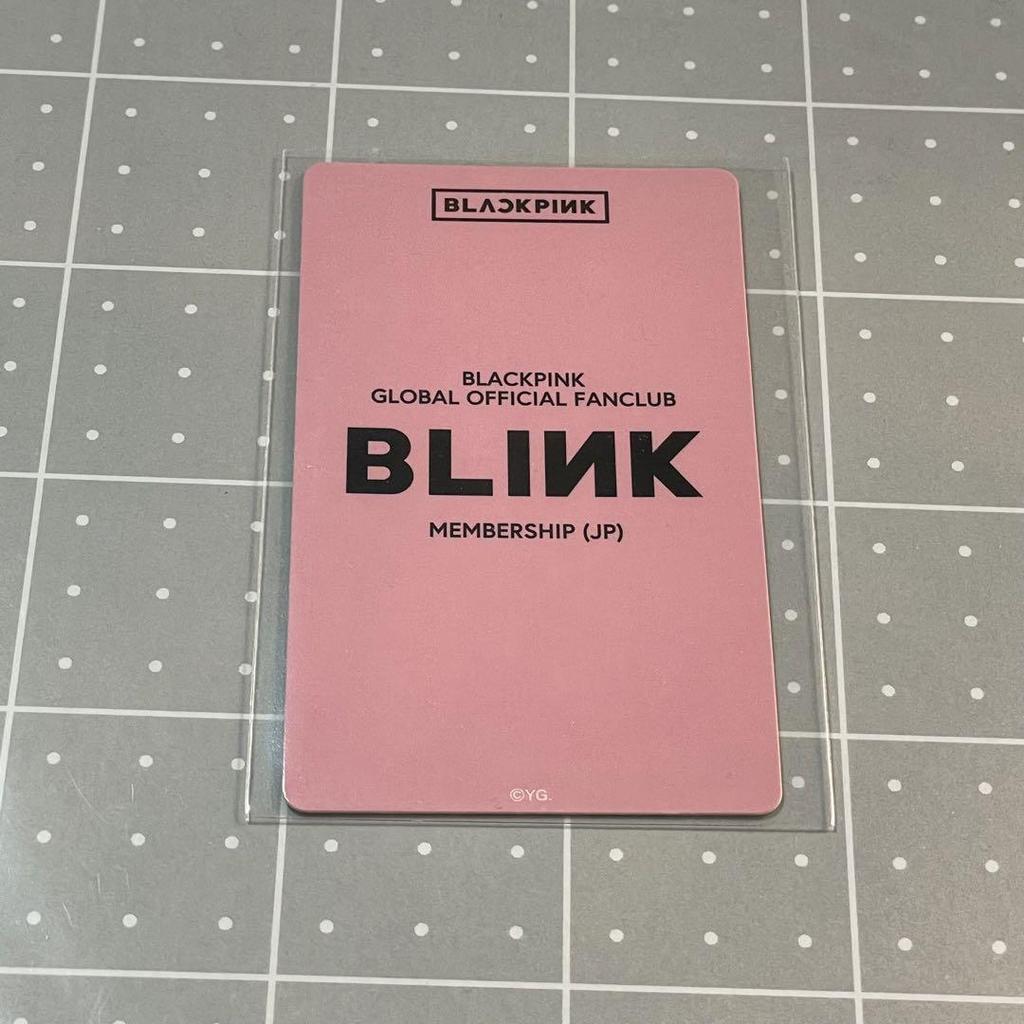 BLACKPINK
BLACKPINK
GLOBAL OFFICIAL FANCLUB
BLINK
MEMBERSHIP (JP)
©YG.